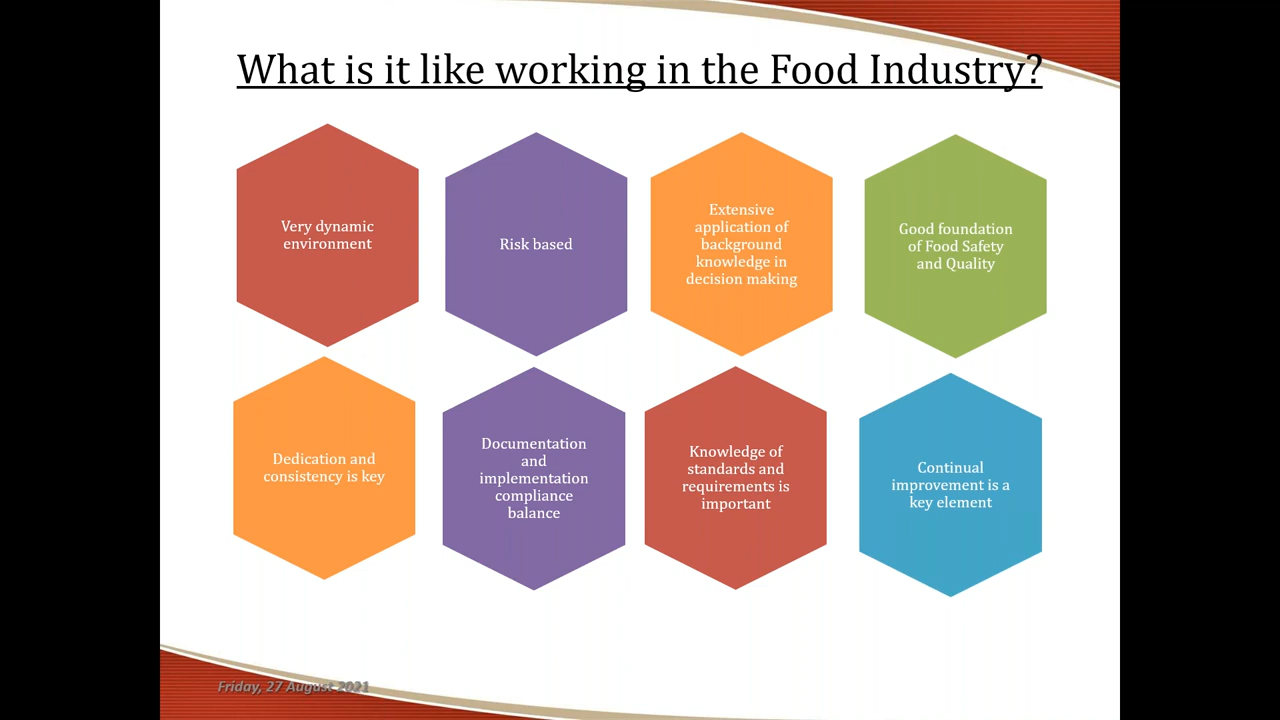 What is it like working in the Food Industry?
Very dynamic
environment
Risk based
Extensive
application of
background
knowledge in
decision making
Good foundation
of Food Safety
and Quality
Dedication and
consistency is key
Documentation
and
implementation
compliance
balance
Knowledge of
standards and
requirements is
important
Continual
improvement is a
key element
Friday, 27 August 2021